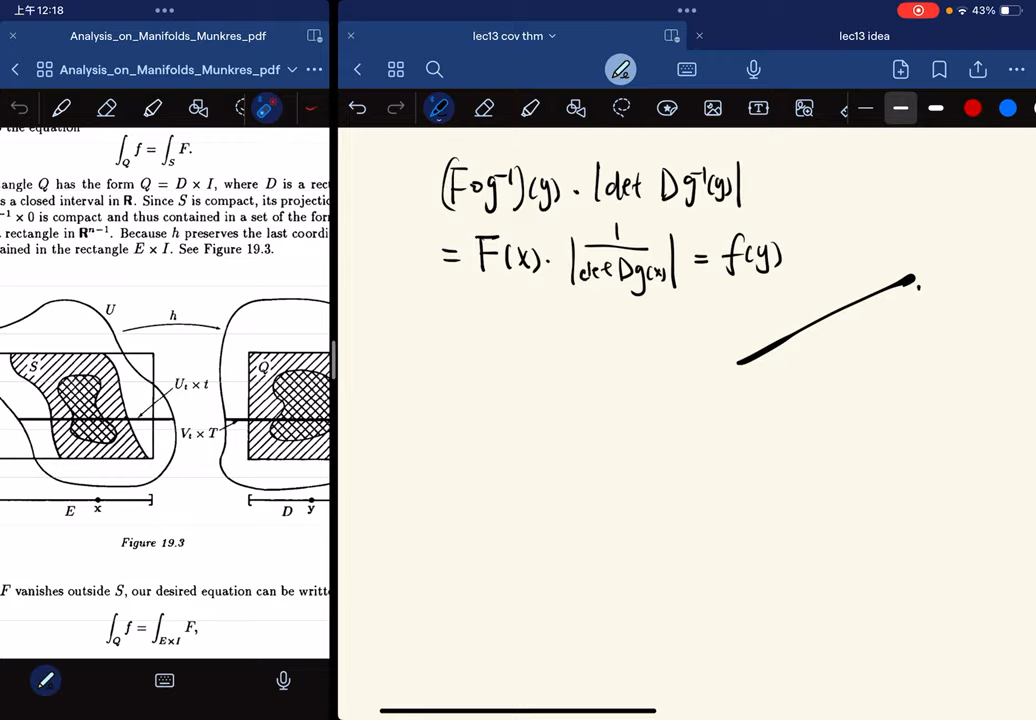 上午12:18
43%
Analysis_on_Manifolds_Munkres_pdf
Analysis_on_Manifolds_Munkres_pdf
the equation
∫_Q f = ∫_S F.
angle Q has the form Q = D × I, where D is a rec
s a closed interval in R. Since S is compact, its projectio
⁻¹ × 0 is compact and thus contained in a set of the for
rectangle in Rⁿ⁻¹. Because h preserves the last coordi
ained in the rectangle E × I. See Figure 19.3.
U
h
S
Q
U_t × t
V_t × T
E
x
D
y
Figure 19.3
F vanishes outside S, our desired equation can be writt
∫_Q f = ∫_{E×I} F,
lec13 cov thm
lec13 idea
(F∘g⁻¹)(y) · |det Dg⁻¹(y)|
= F(x) · |1/det Dg(x)| = f(y)